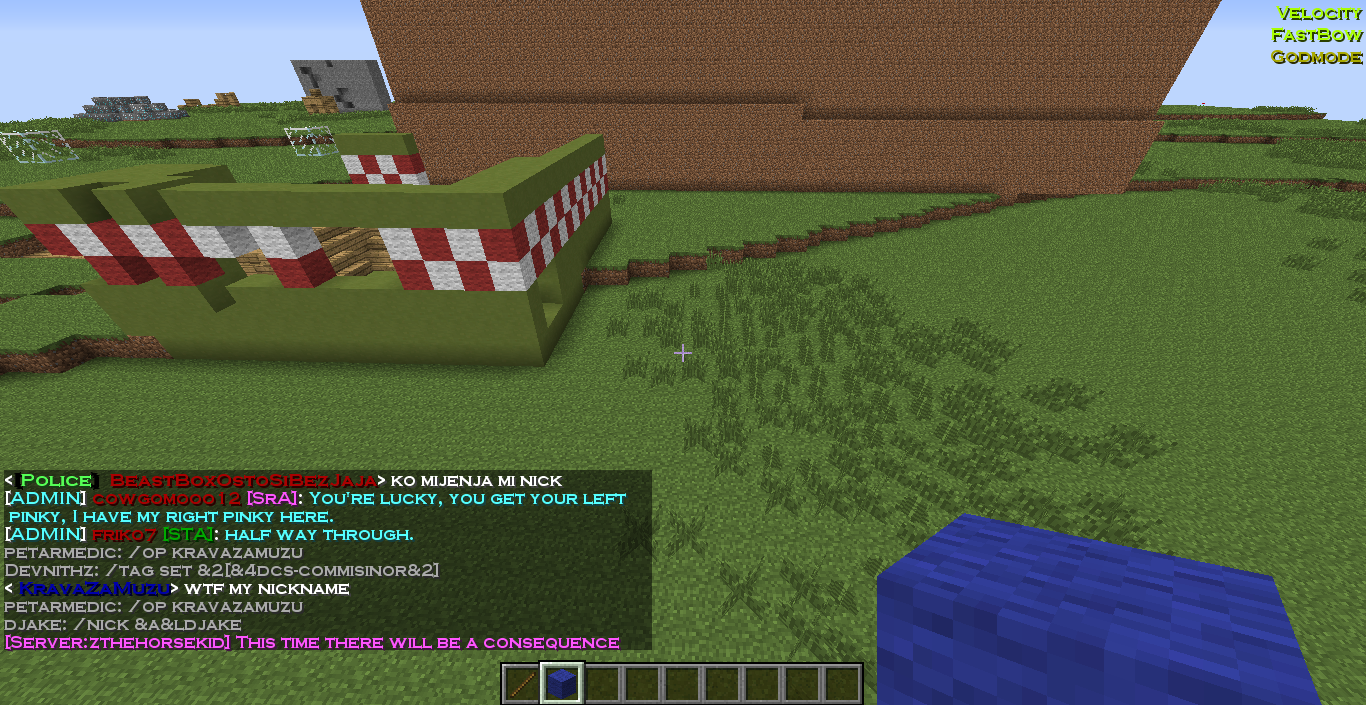 Velocity
FastBow
Godmode
<[Police] BeastBoxOstoSiBezJaja> ko mijenja mi nick
[ADMIN] cowgomooo12 [SrA]: You're lucky, you get your left
pinky, I have my right pinky here.
[ADMIN] friko7 [STA]: half way through.
petarmedic: /op kravazamuzu
Devnithz: /tag set &2[&4dcs-commisinor&2]
< KravaZaMuzu> wtf my nickname
petarmedic: /op kravazamuzu
djake: /nick &a&ldjake
[Server:zthehorsekid] This time there will be a consequence